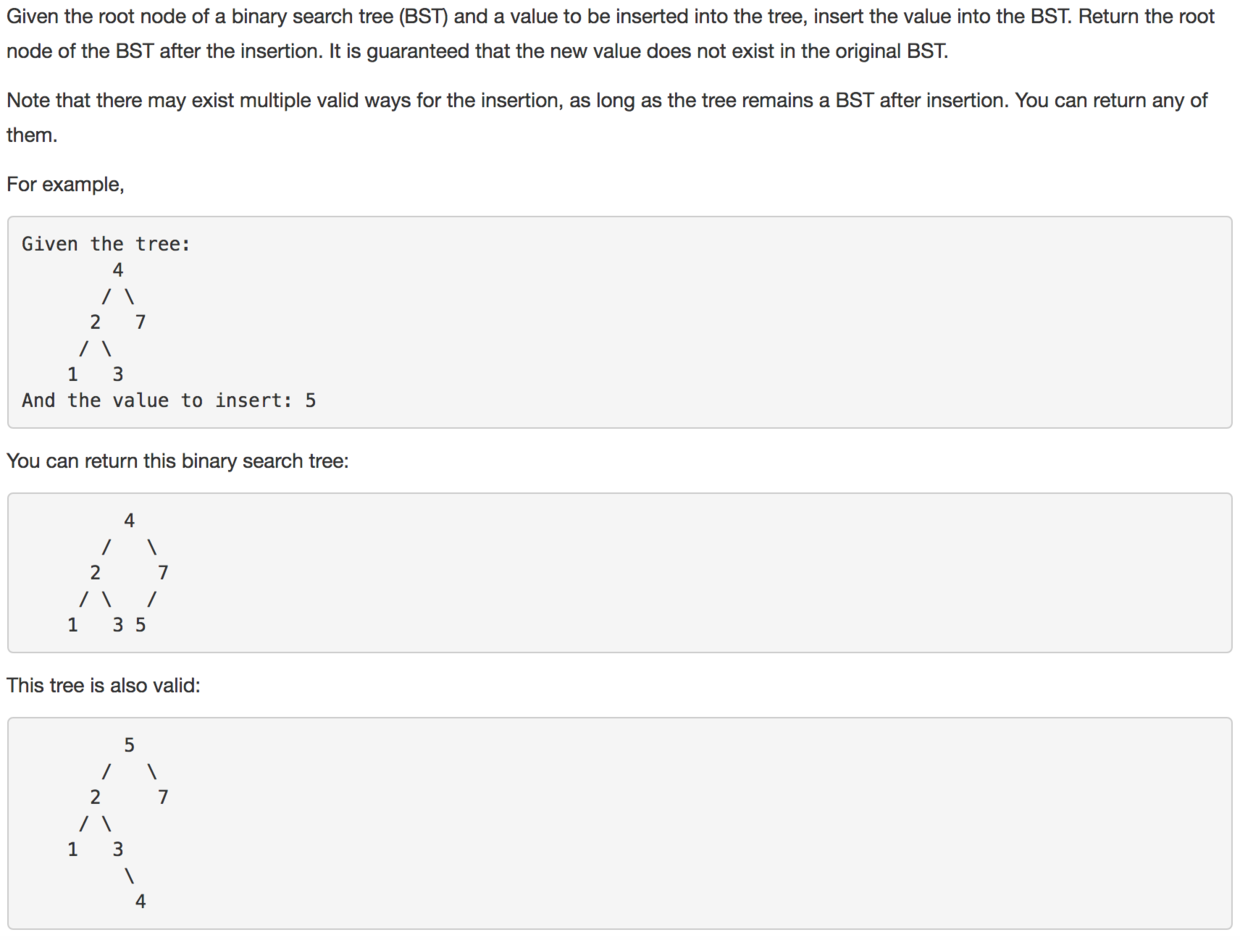 Given the root node of a binary search tree (BST) and a value to be inserted into the tree, insert the value into the BST. Return the root
node of the BST after the insertion. It is guaranteed that the new value does not exist in the original BST.
Note that there may exist multiple valid ways for the insertion, as long as the tree remains a BST after insertion. You can return any of
them.
For example,
Given the tree:
        4
       / \
      2   7
     / \
    1   3
And the value to insert: 5
You can return this binary search tree:
         4
       /   \
      2     7
     / \   /
    1   3 5
This tree is also valid:
         5
       /   \
      2     7
     / \
    1   3
         \
          4